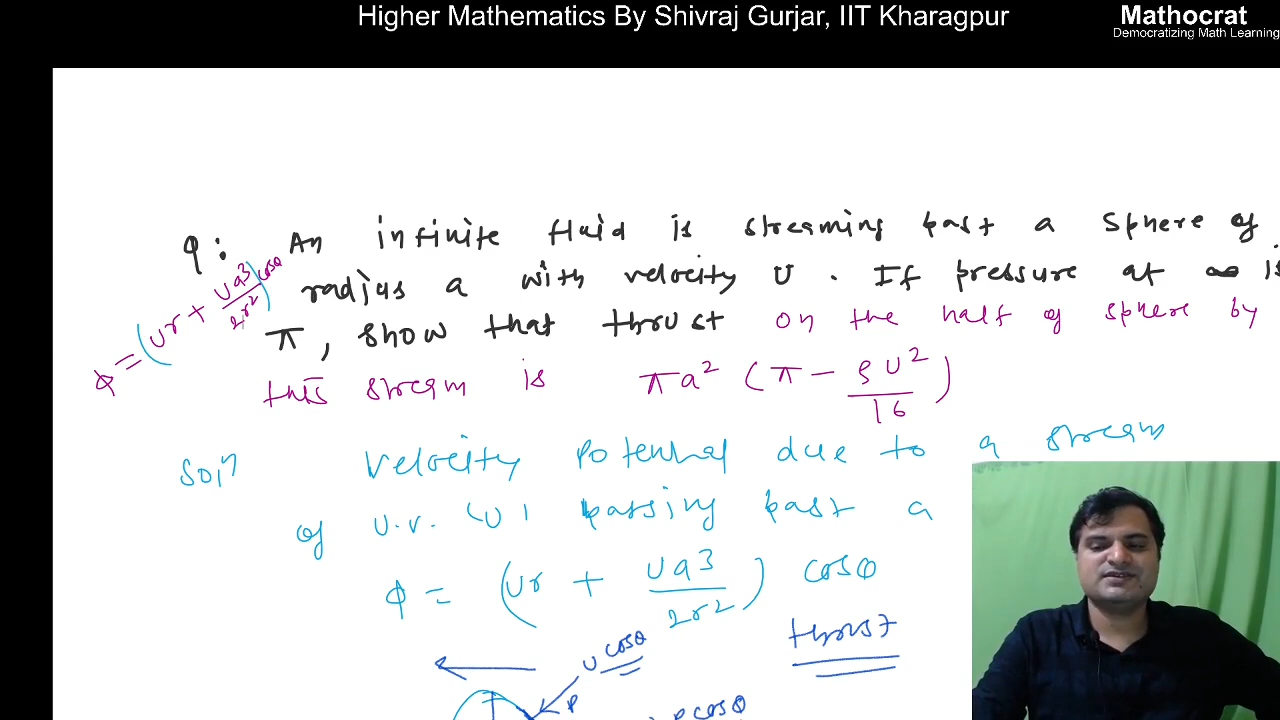 Higher Mathematics By Shivraj Gurjar, IIT Kharagpur
Mathocrat
Democratizing Math Learning
Q: An infinite fluid is streaming past a sphere of
radius a with velocity U. If pressure at ∞ is
π, show that thrust on the half of sphere by
this stream is πa² (π - ρU²/16)
φ = (Ur + Ua³/2r²) cosθ
Soln Velocity Potential due to a stream
of U.V. 'U' passing past a
φ = (Ur + Ua³/2r²) cosθ
thrust
U cosθ
P
P cosθ